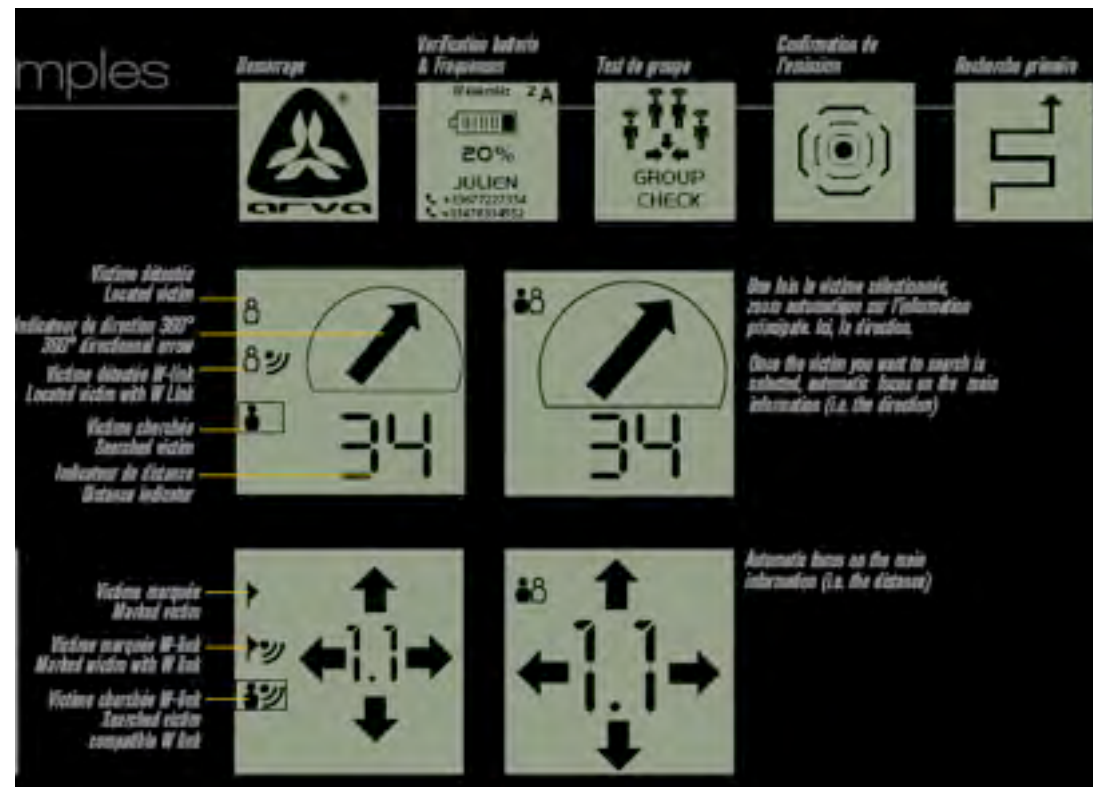 mples
Demarrage
Verification batterie
& Frequences
Test de groupe
Confirmation de
l'emission
Recherche primaire
2 A
20%
JULIEN
GROUP
CHECK
arva
Victime détectée
Located victim
Indicateur de direction 360°
360° directionnel arrow
Victime détectée W-link
Located victim with W Link
Victime cherchée
Searched victim
Indicateur de distance
Distance indicator
34
34
Une fois la victime sélectionnée,
zoom automatique sur l'information
principale. Ici, la direction.
Once the victim you want to search is
selected, automatic focus on the main
information (i.e. the direction)
Victime marquée
Marked victim
Victime marquée W-link
Marked victim with W link
Victime cherchée W-link
Searched victim
compatible W link
1.1
1.1
Automatic focus on the main
information (i.e. the distance)